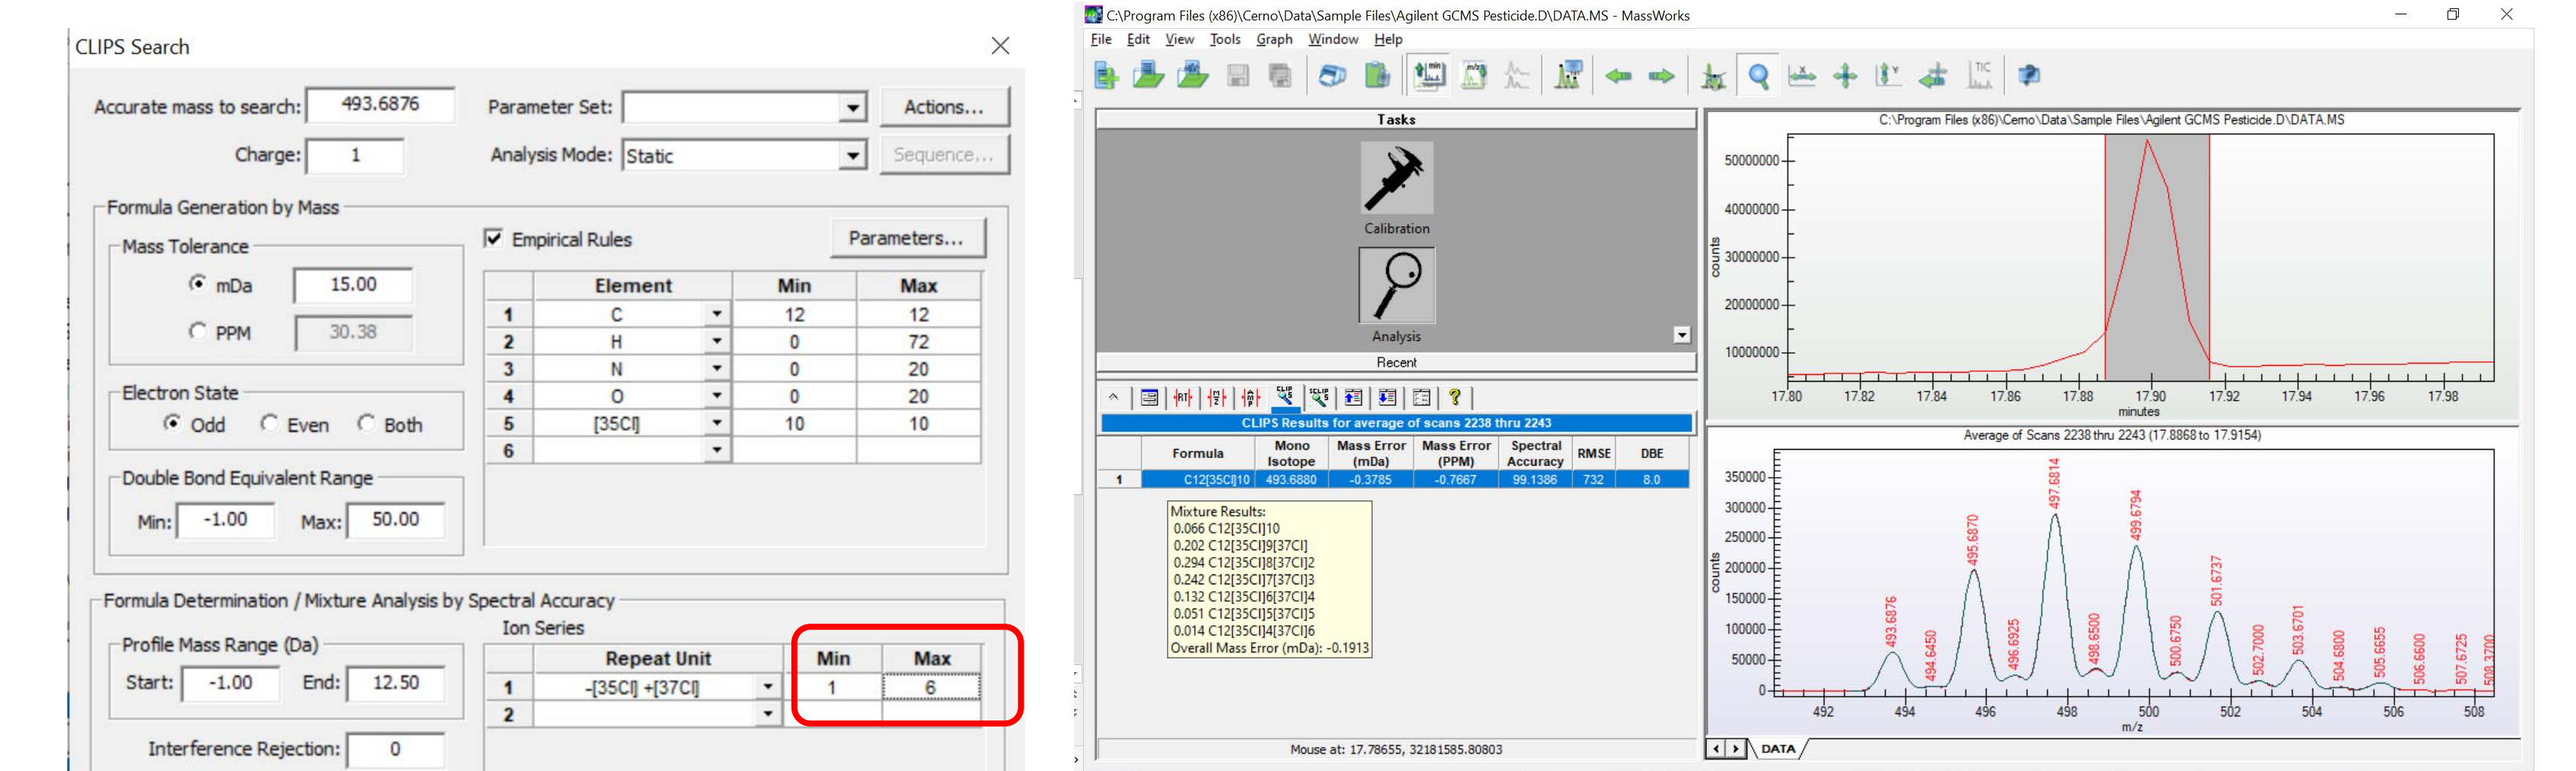 CLIPS Search
Accurate mass to search: 493.6876 Parameter Set: Actions...
Charge: 1 Analysis Mode: Static Sequence...
Formula Generation by Mass
Mass Tolerance
mDa 15.00
PPM 30.38
Empirical Rules Parameters...
Element Min Max
1 C 12 12
2 H 0 72
3 N 0 20
4 O 0 20
5 [35Cl] 10 10
6
Electron State
Odd Even Both
Double Bond Equivalent Range
Min: -1.00 Max: 50.00
Formula Determination / Mixture Analysis by Spectral Accuracy
Profile Mass Range (Da)
Start: -1.00 End: 12.50
Ion Series
Repeat Unit Min Max
1 -[35Cl] +[37Cl] 1 6
2
Interference Rejection: 0
C:\Program Files (x86)\Cerno\Data\Sample Files\Agilent GCMS Pesticide.D\DATA.MS - MassWorks
File Edit View Tools Graph Window Help
min
m/z
TIC
Tasks
Calibration
Analysis
Recent
RT
CLIPS
SCLIPS
CLIPS Results for average of scans 2238 thru 2243
Formula Mono Isotope Mass Error (mDa) Mass Error (PPM) Spectral Accuracy RMSE DBE
1 C12[35Cl]10 493.6880 -0.3785 -0.7667 99.1386 732 8.0
Mixture Results:
0.066 C12[35Cl]10
0.202 C12[35Cl]9[37Cl]
0.294 C12[35Cl]8[37Cl]2
0.242 C12[35Cl]7[37Cl]3
0.132 C12[35Cl]6[37Cl]4
0.051 C12[35Cl]5[37Cl]5
0.014 C12[35Cl]4[37Cl]6
Overall Mass Error (mDa): -0.1913
Mouse at: 17.78655, 32181585.80803
C:\Program Files (x86)\Cerno\Data\Sample Files\Agilent GCMS Pesticide.D\DATA.MS
counts
50000000
40000000
30000000
20000000
10000000
17.80 17.82 17.84 17.86 17.88 17.90 17.92 17.94 17.96 17.98
minutes
Average of Scans 2238 thru 2243 (17.8868 to 17.9154)
counts
350000
300000
250000
200000
150000
100000
50000
0
493.6876
494.6450
495.6870
496.6925
497.6814
498.6500
499.6794
500.6750
501.6737
502.7000
503.6701
504.6800
505.6655
506.6600
507.6725
508.3700
492 494 496 498 500 502 504 506 508
m/z
DATA